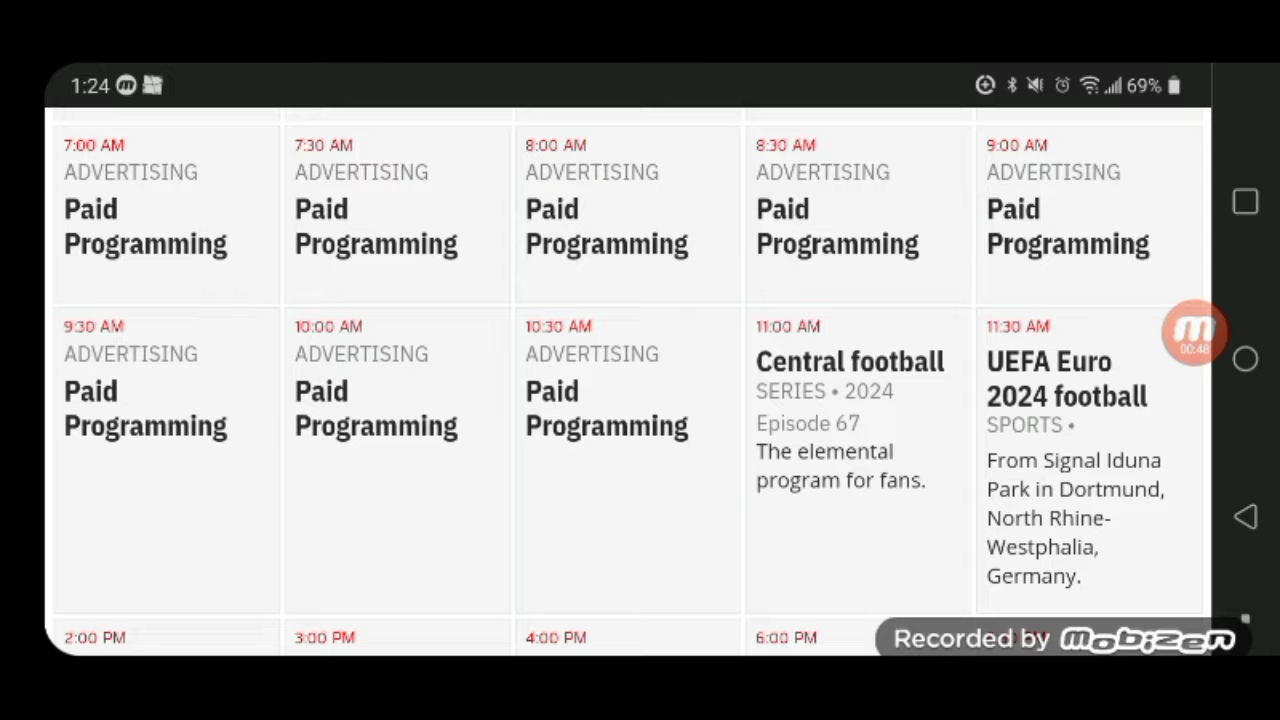 1:24
69%
7:00 AM
ADVERTISING
Paid
Programming
7:30 AM
ADVERTISING
Paid
Programming
8:00 AM
ADVERTISING
Paid
Programming
8:30 AM
ADVERTISING
Paid
Programming
9:00 AM
ADVERTISING
Paid
Programming
9:30 AM
ADVERTISING
Paid
Programming
10:00 AM
ADVERTISING
Paid
Programming
10:30 AM
ADVERTISING
Paid
Programming
11:00 AM
Central football
SERIES • 2024
Episode 67
The elemental
program for fans.
11:30 AM
UEFA Euro
2024 football
SPORTS •
From Signal Iduna
Park in Dortmund,
North Rhine-
Westphalia,
Germany.
00:48
2:00 PM
3:00 PM
4:00 PM
6:00 PM
Recorded by Mobizen